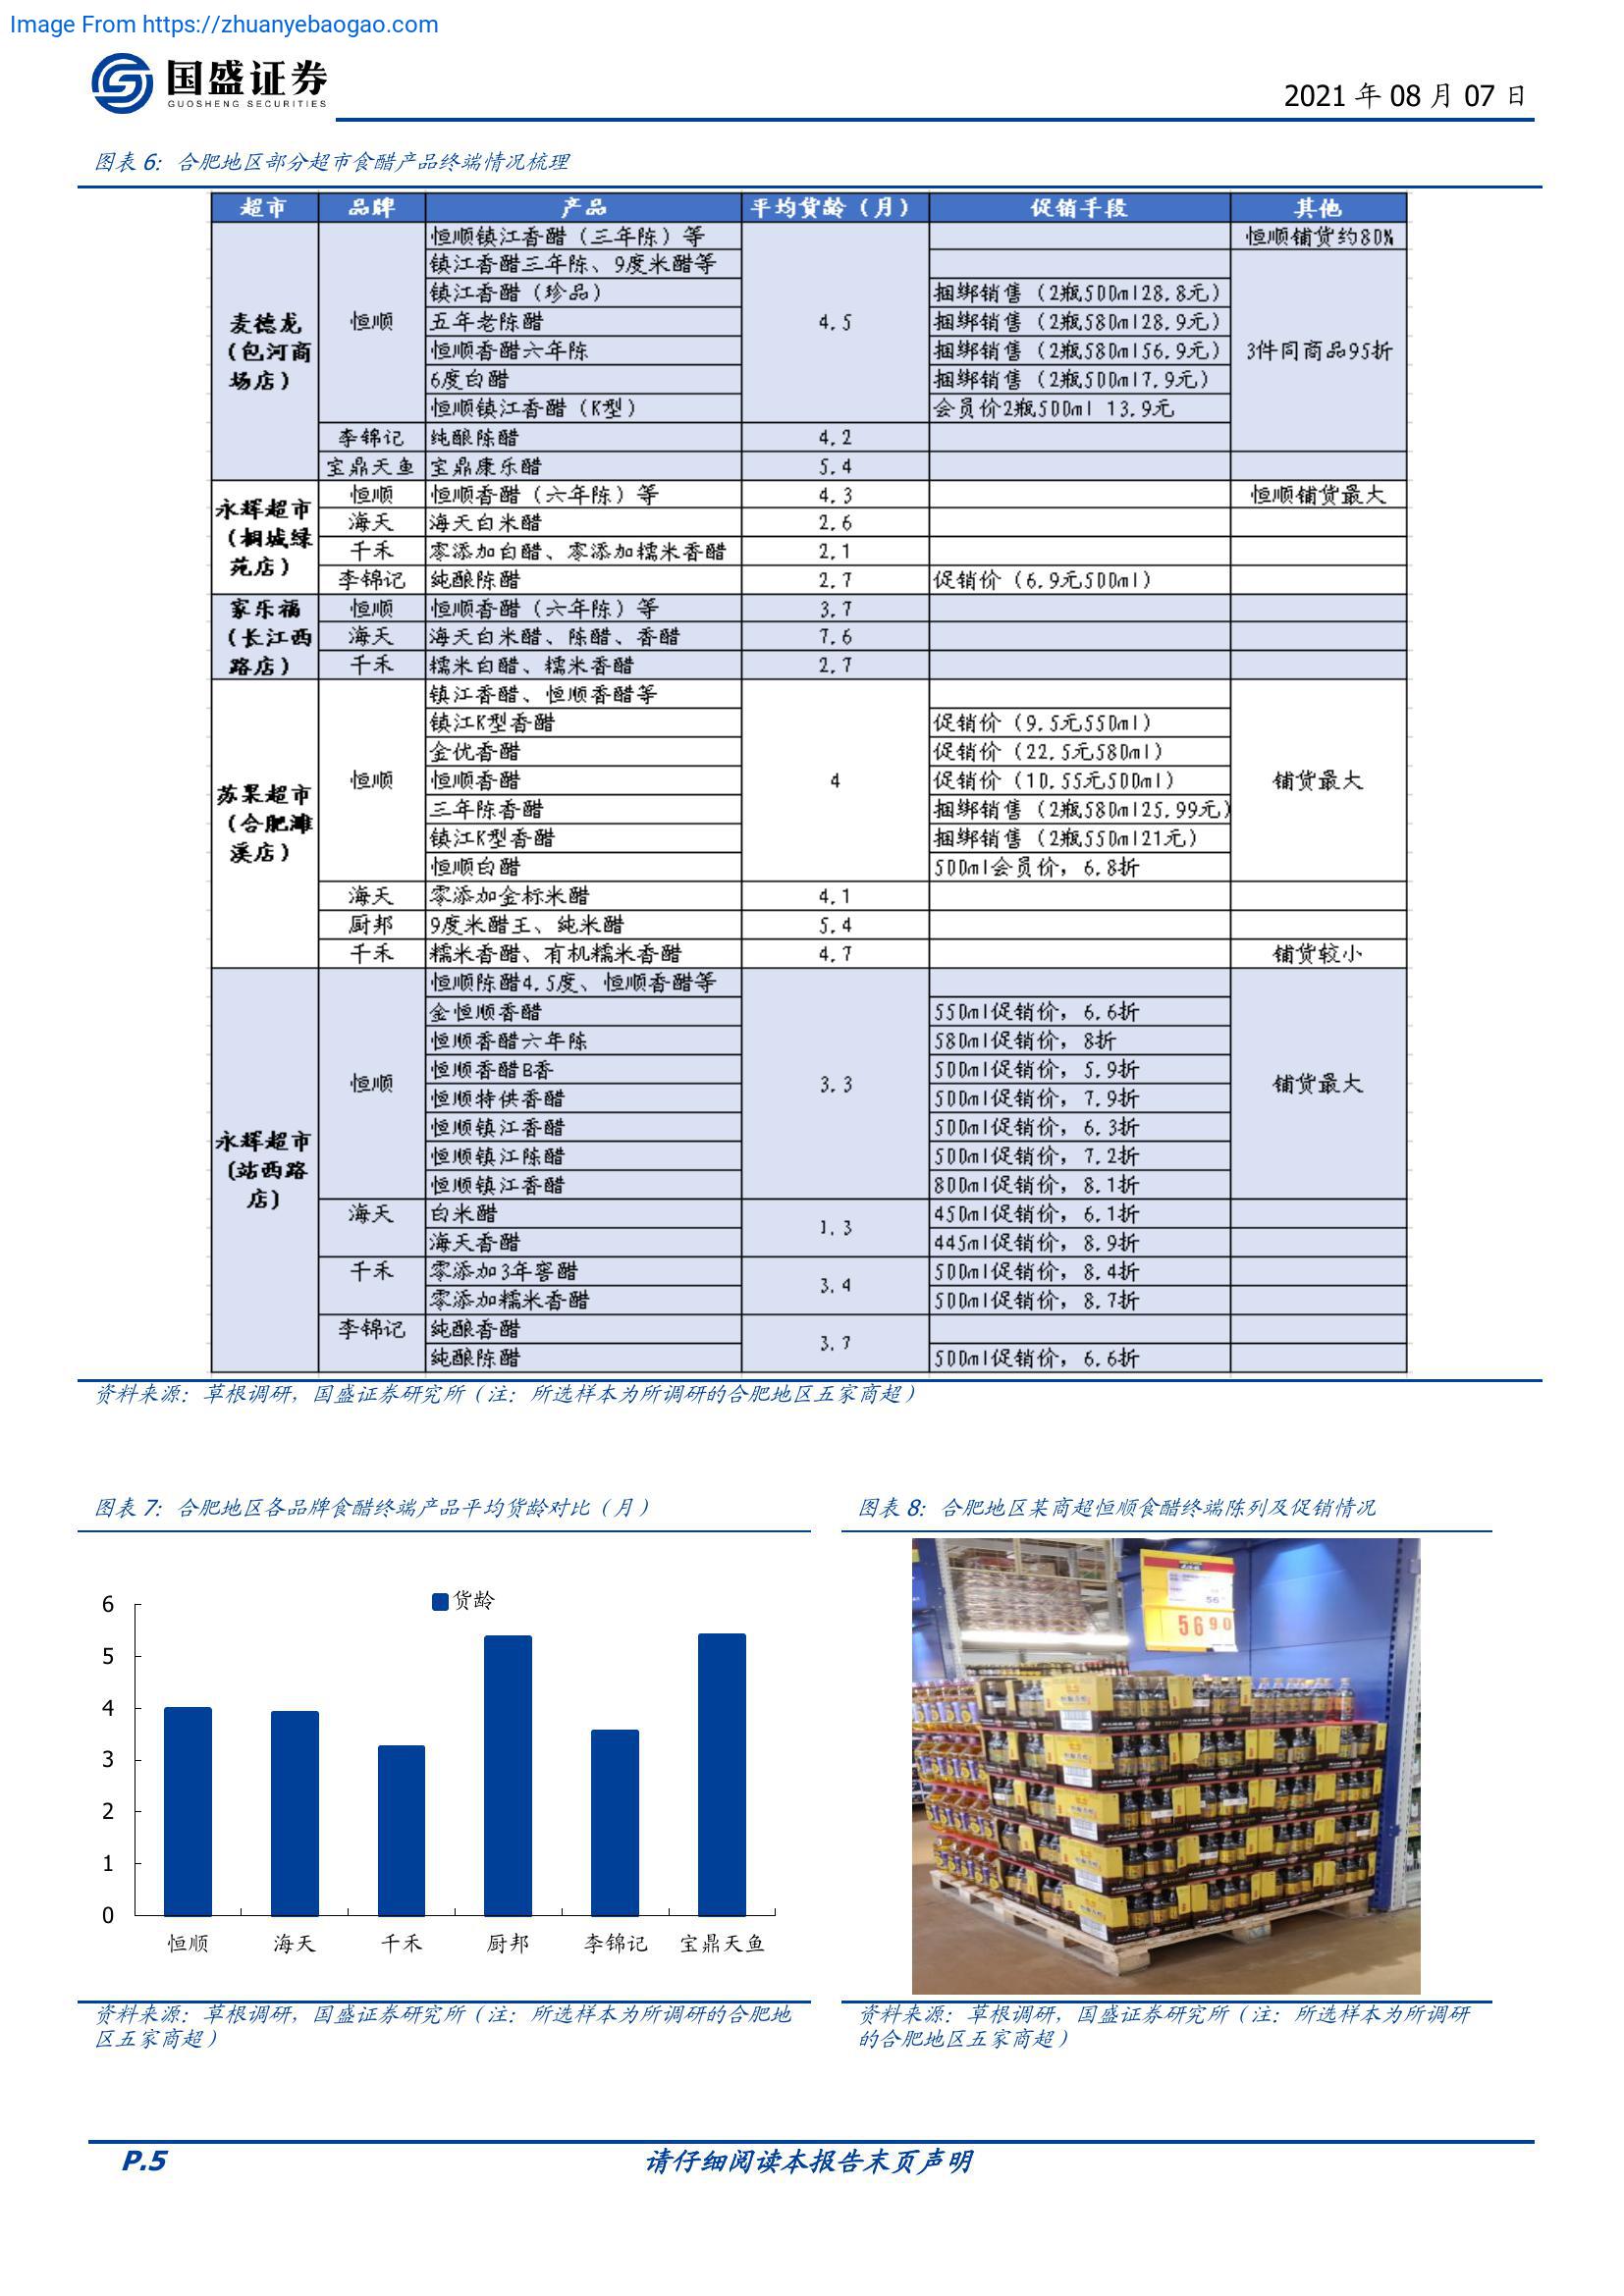 Image From https://zhuanyebaogao.com
国盛证券
GUOSHENG SECURITIES
2021 年 08 月 07 日
图表 6：合肥地区部分超市食醋产品终端情况梳理
超市 品牌 产品 平均货龄（月） 促销手段 其他
麦德龙（包河商场店） 恒顺 恒顺镇江香醋（三年陈）等 4.5 恒顺铺货约80%
镇江香醋三年陈、9度米醋等 3件同商品95折
镇江香醋（珍品） 捆绑销售（2瓶500ml28.8元）
五年老陈醋 捆绑销售（2瓶580ml28.9元）
恒顺香醋六年陈 捆绑销售（2瓶580ml56.9元）
6度白醋 捆绑销售（2瓶500ml7.9元）
恒顺镇江香醋（K型） 会员价2瓶500ml 13.9元
李锦记 纯酿陈醋 4.2
宝鼎天鱼 宝鼎康乐醋 5.4
永辉超市（桐城绿苑店） 恒顺 恒顺香醋（六年陈）等 4.3 恒顺铺货最大
海天 海天白米醋 2.6
千禾 零添加白醋、零添加糯米香醋 2.1
李锦记 纯酿陈醋 2.7 促销价（6.9元500ml）
家乐福（长江西路店） 恒顺 恒顺香醋（六年陈）等 3.7
海天 海天白米醋、陈醋、香醋 7.6
千禾 糯米白醋、糯米香醋 2.7
苏果超市（合肥濉溪店） 恒顺 镇江香醋、恒顺香醋等 4 铺货最大
镇江K型香醋 促销价（9.5元550ml）
金优香醋 促销价（22.5元580ml）
恒顺香醋 促销价（10.55元500ml）
三年陈香醋 捆绑销售（2瓶580ml25.99元）
镇江K型香醋 捆绑销售（2瓶550ml21元）
恒顺白醋 500ml会员价，6.8折
海天 零添加金标米醋 4.1
厨邦 9度米醋王、纯米醋 5.4
千禾 糯米香醋、有机糯米香醋 4.7 铺货较小
永辉超市（站西路店） 恒顺 恒顺陈醋4.5度、恒顺香醋等 3.3 铺货最大
金恒顺香醋 550ml促销价，6.6折
恒顺香醋六年陈 580ml促销价，8折
恒顺香醋B香 500ml促销价，5.9折
恒顺特供香醋 500ml促销价，7.9折
恒顺镇江香醋 500ml促销价，6.3折
恒顺镇江陈醋 500ml促销价，7.2折
恒顺镇江香醋 800ml促销价，8.1折
海天 白米醋 1.3 450ml促销价，6.1折
海天香醋 445ml促销价，8.9折
千禾 零添加3年窖醋 3.4 500ml促销价，8.4折
零添加糯米香醋 500ml促销价，8.7折
李锦记 纯酿香醋 3.7
纯酿陈醋 500ml促销价，6.6折
资料来源：草根调研，国盛证券研究所（注：所选样本为所调研的合肥地区五家商超）
图表 7：合肥地区各品牌食醋终端产品平均货龄对比（月）
货龄
6
5
4
3
2
1
0
恒顺 海天 千禾 厨邦 李锦记 宝鼎天鱼
资料来源：草根调研，国盛证券研究所（注：所选样本为所调研的合肥地
区五家商超）
图表 8：合肥地区某商超恒顺食醋终端陈列及促销情况
56
56 90
资料来源：草根调研，国盛证券研究所（注：所选样本为所调研
的合肥地区五家商超）
P.5
请仔细阅读本报告末页声明